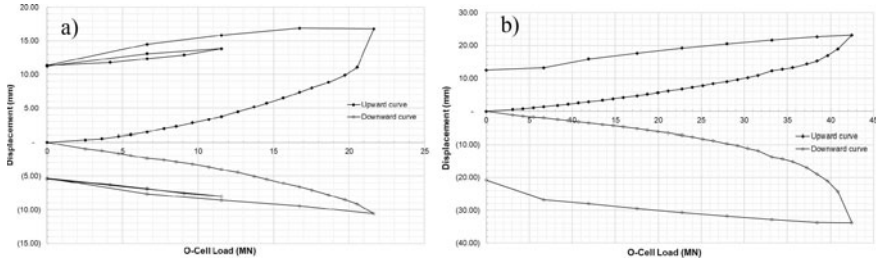 a)
20.00
15.00
10.00
5.00
-
(5.00)
(10.00)
(15.00)
Displacement (mm)
0 5 10 15 20 25
O-Cell Load (MN)
Upward curve
Downward curve
b)
30.00
20.00
10.00
-
(10.00)
(20.00)
(30.00)
(40.00)
Displacement (mm)
0 5 10 15 20 25 30 35 40 45
O-Cell Load (MN)
Upward curve
Downward curve